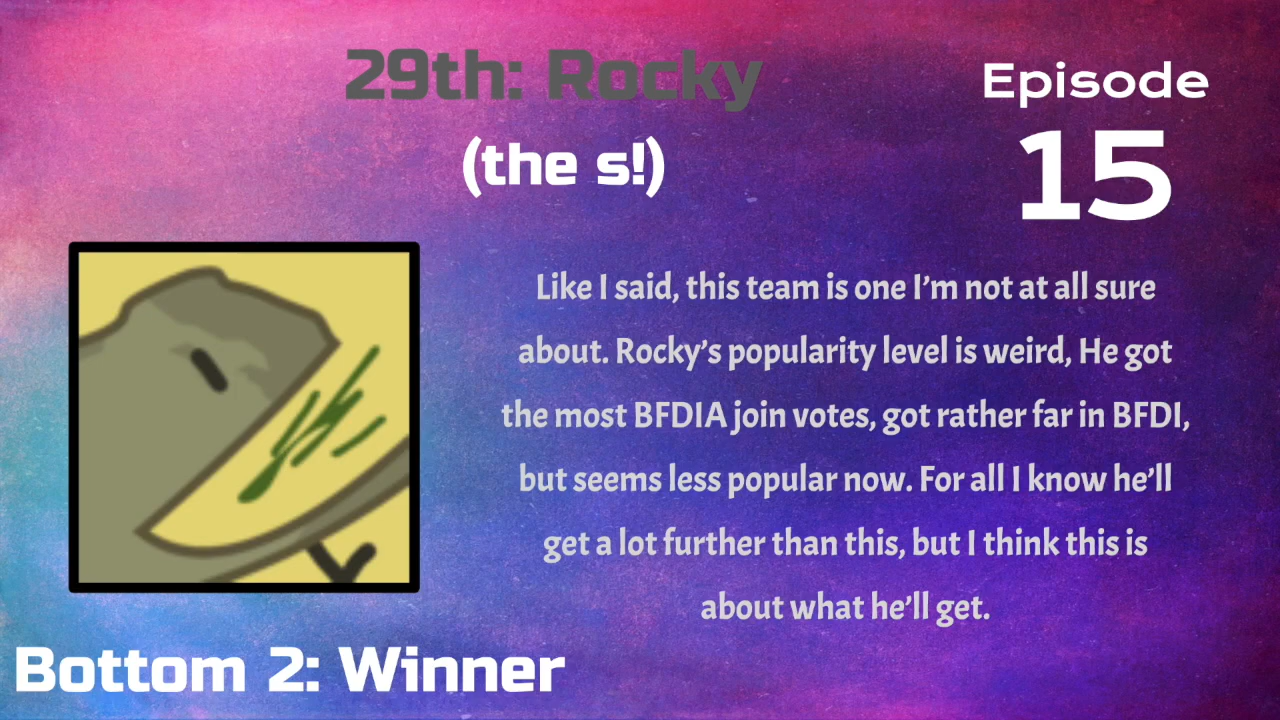 29th: Rocky
(the s!)
Episode
15
Like I said, this team is one I'm not at all sure
about. Rocky's popularity level is weird, He got
the most BFDIA join votes, got rather far in BFDI,
but seems less popular now. For all I know he'll
get a lot further than this, but I think this is
about what he'll get.
Bottom 2: Winner